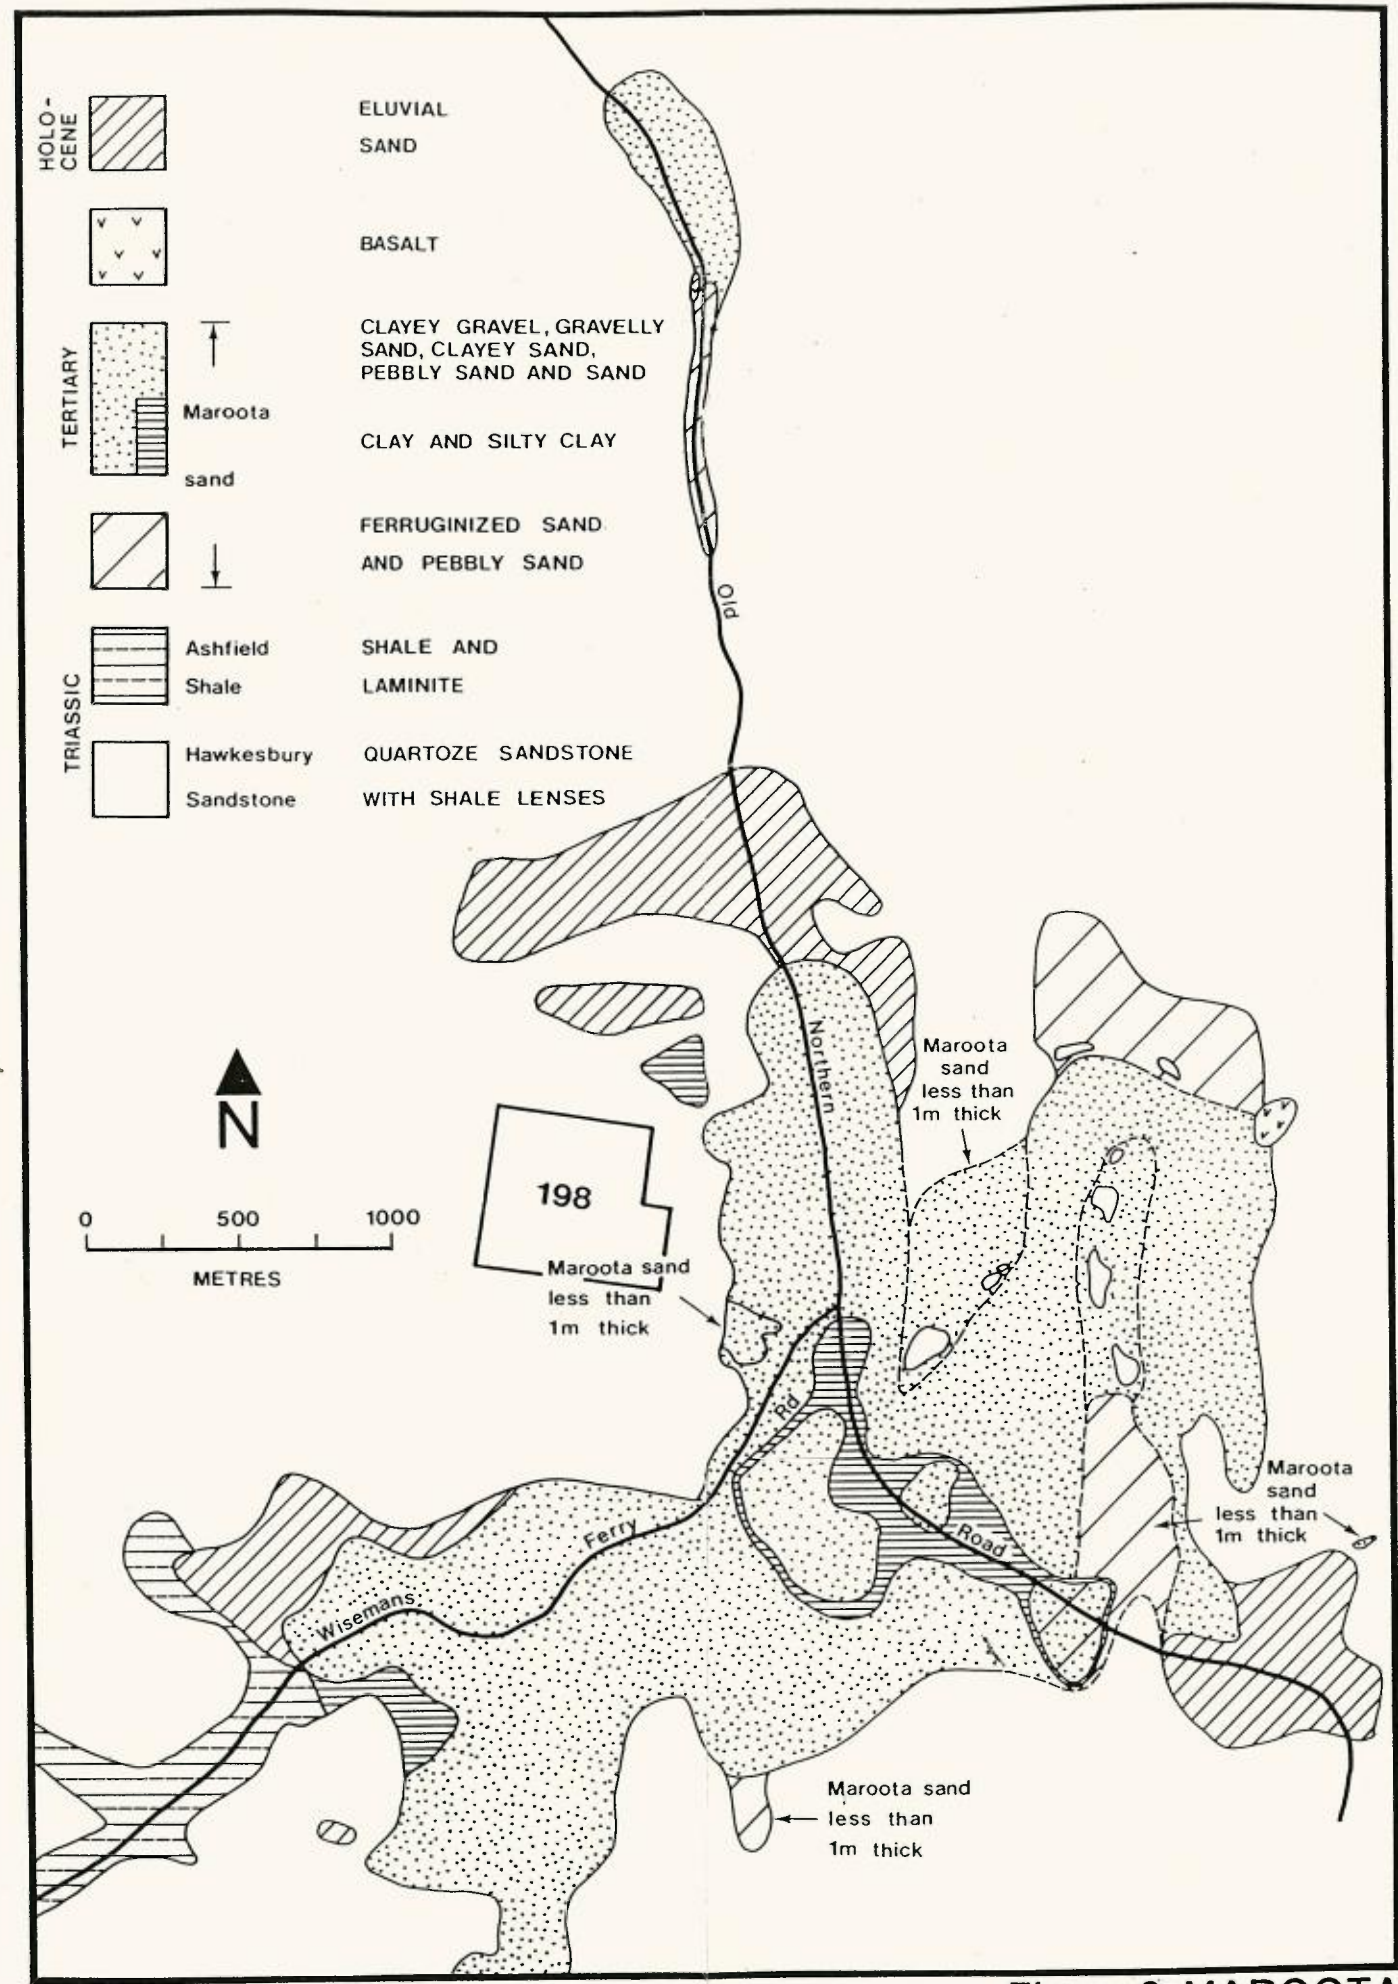 HOLO-
CENE
ELUVIAL
SAND
BASALT
TERTIARY
CLAYEY GRAVEL, GRAVELLY
SAND, CLAYEY SAND,
PEBBLY SAND AND SAND
Maroota
CLAY AND SILTY CLAY
sand
FERRUGINIZED SAND
AND PEBBLY SAND
TRIASSIC
Ashfield SHALE AND
Shale LAMINITE
Hawkesbury QUARTOZE SANDSTONE
Sandstone WITH SHALE LENSES
Old
Northern
Road
N
0 500 1000
METRES
198
Maroota
sand
less than
1m thick
Maroota sand
less than
1m thick
Wisemans
Ferry
Rd
Maroota
sand
less than
1m thick
Maroota sand
less than
1m thick